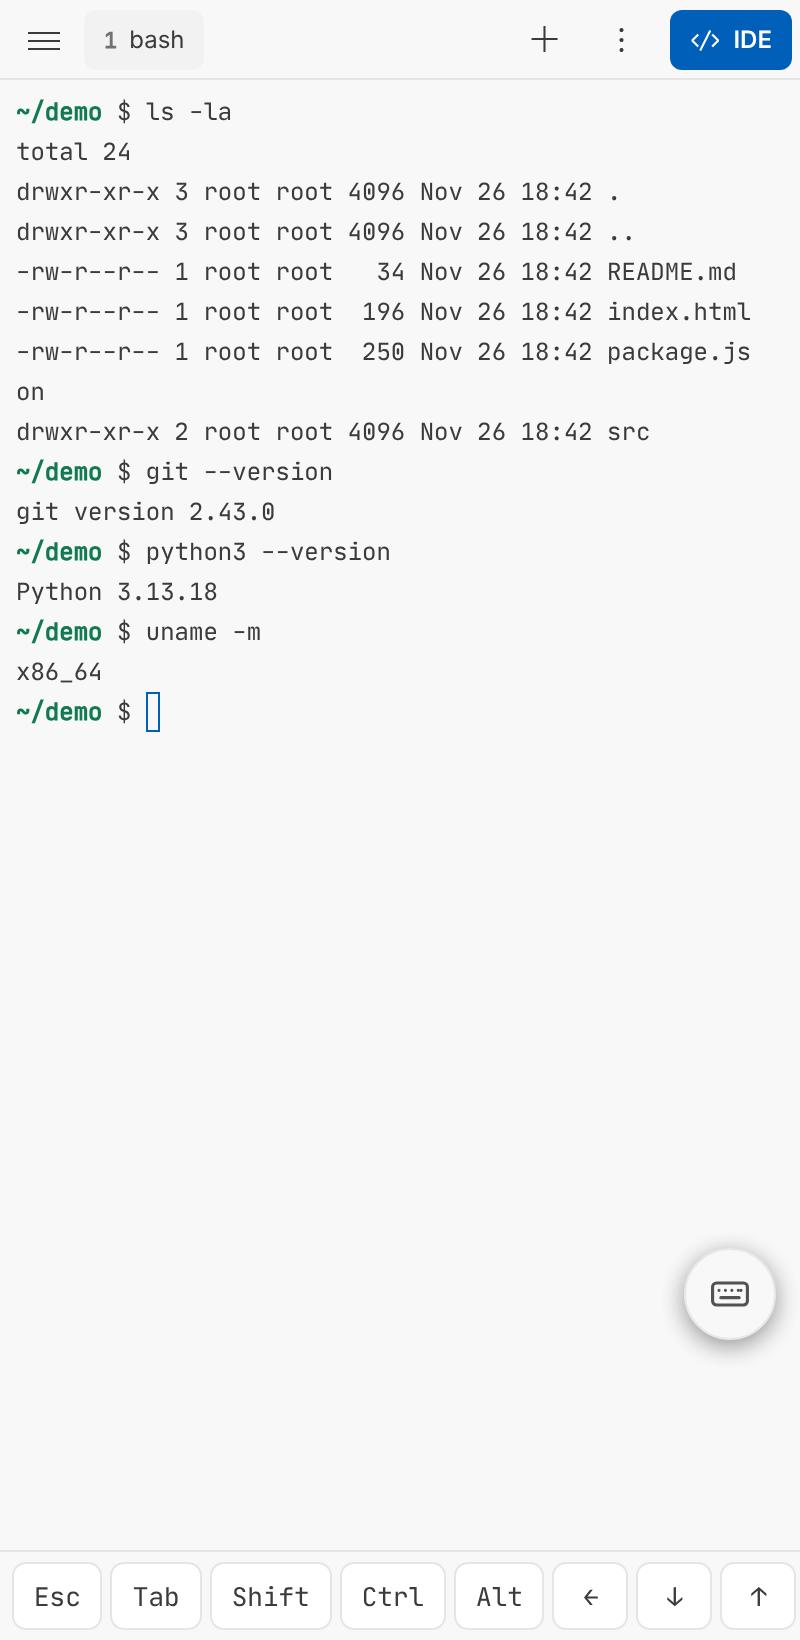 1 bash
</> IDE
~/demo $ ls -la
total 24
drwxr-xr-x 3 root root 4096 Nov 26 18:42 .
drwxr-xr-x 3 root root 4096 Nov 26 18:42 ..
-rw-r--r-- 1 root root   34 Nov 26 18:42 README.md
-rw-r--r-- 1 root root  196 Nov 26 18:42 index.html
-rw-r--r-- 1 root root  250 Nov 26 18:42 package.js
on
drwxr-xr-x 2 root root 4096 Nov 26 18:42 src
~/demo $ git --version
git version 2.43.0
~/demo $ python3 --version
Python 3.13.18
~/demo $ uname -m
x86_64
~/demo $
Esc Tab Shift Ctrl Alt ← ↓ ↑